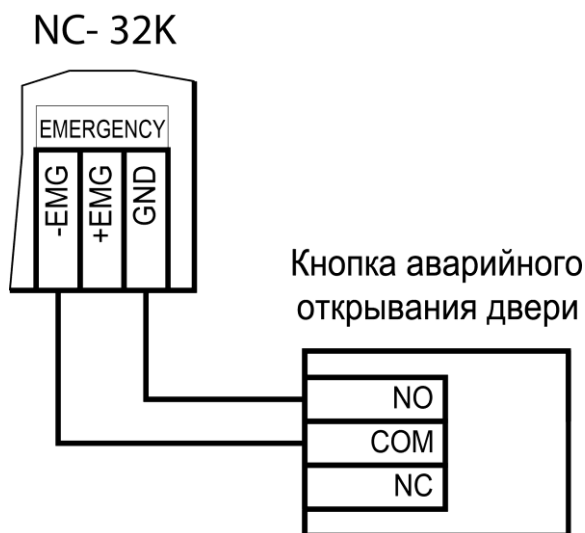 NC- 32K
EMERGENCY
-EMG
+EMG
GND
Кнопка аварийного
открывания двери
NO
COM
NC